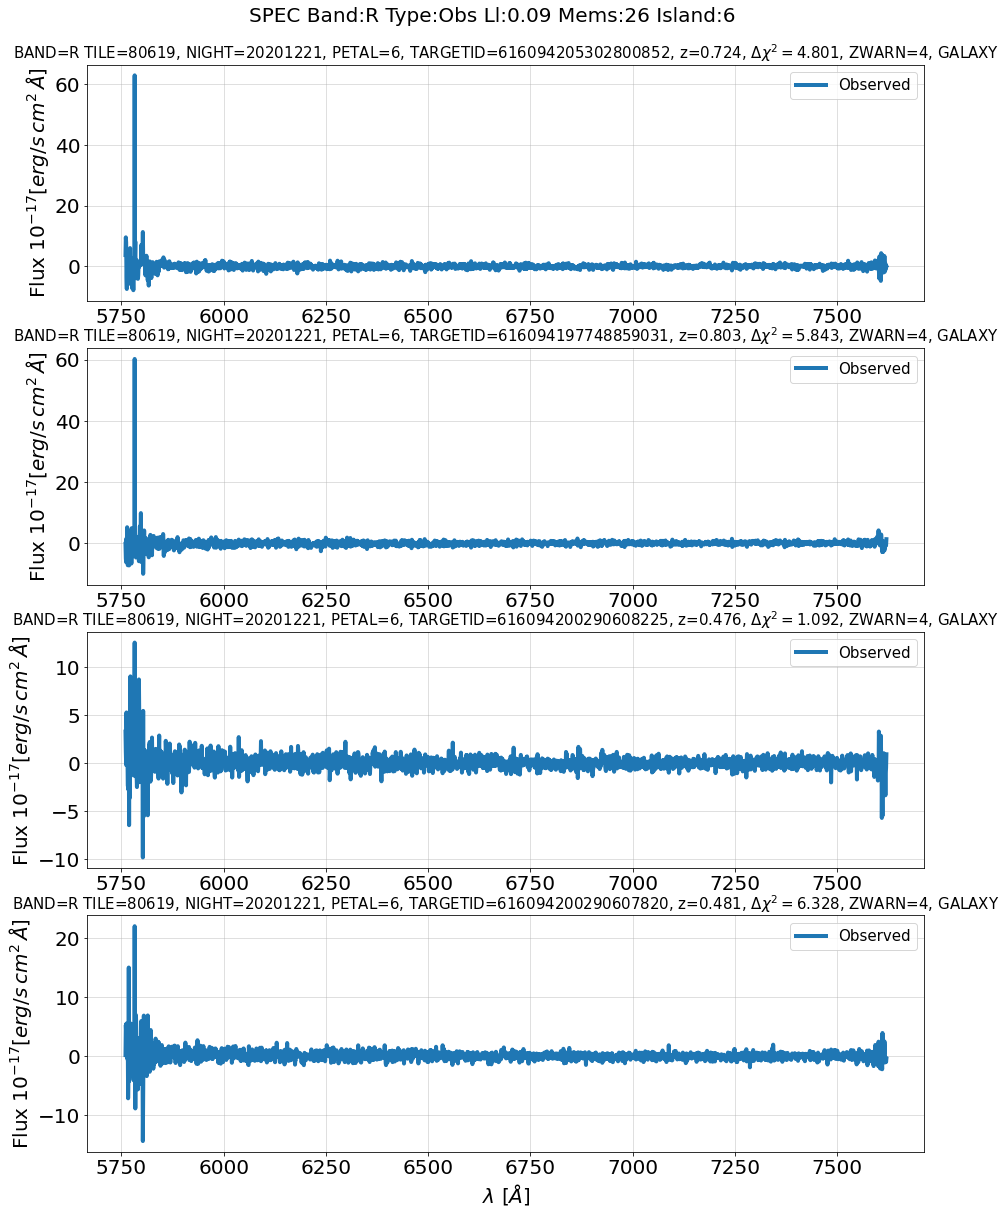 SPEC Band:R Type:Obs Ll:0.09 Mems:26 Island:6
BAND=R TILE=80619, NIGHT=20201221, PETAL=6, TARGETID=616094205302800852, z=0.724, Δχ² = 4.801, ZWARN=4, GALAXY
Flux 10⁻¹⁷[erg/s cm² Å]
60
40
20
0
Observed
5750 6000 6250 6500 6750 7000 7250 7500
BAND=R TILE=80619, NIGHT=20201221, PETAL=6, TARGETID=616094197748859031, z=0.803, Δχ² = 5.843, ZWARN=4, GALAXY
Flux 10⁻¹⁷[erg/s cm² Å]
60
40
20
0
Observed
5750 6000 6250 6500 6750 7000 7250 7500
BAND=R TILE=80619, NIGHT=20201221, PETAL=6, TARGETID=616094200290608225, z=0.476, Δχ² = 1.092, ZWARN=4, GALAXY
Flux 10⁻¹⁷[erg/s cm² Å]
10
5
0
−5
−10
Observed
5750 6000 6250 6500 6750 7000 7250 7500
BAND=R TILE=80619, NIGHT=20201221, PETAL=6, TARGETID=616094200290607820, z=0.481, Δχ² = 6.328, ZWARN=4, GALAXY
Flux 10⁻¹⁷[erg/s cm² Å]
20
10
0
−10
Observed
5750 6000 6250 6500 6750 7000 7250 7500
λ [Å]